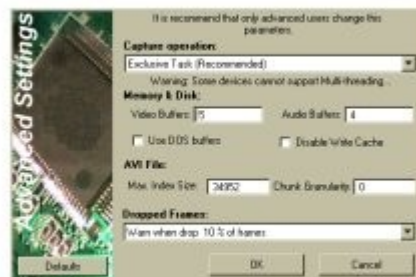 Advanced Settings
It is recommend that only advanced users change this
parameters.
Capture operation:
Exclusive Task (Recommended)
Warning: Some devices cannot support Multi-threading...
Memory & Disk:
Video Buffers: 5
Audio Buffers: 4
Use DOS buffers
Disable Write Cache
AVI File:
Max. Index Size: 34952
Chunk Granularity: 0
Dropped Frames:
Warn when drop 10 % of frames
Defaults
OK
Cancel